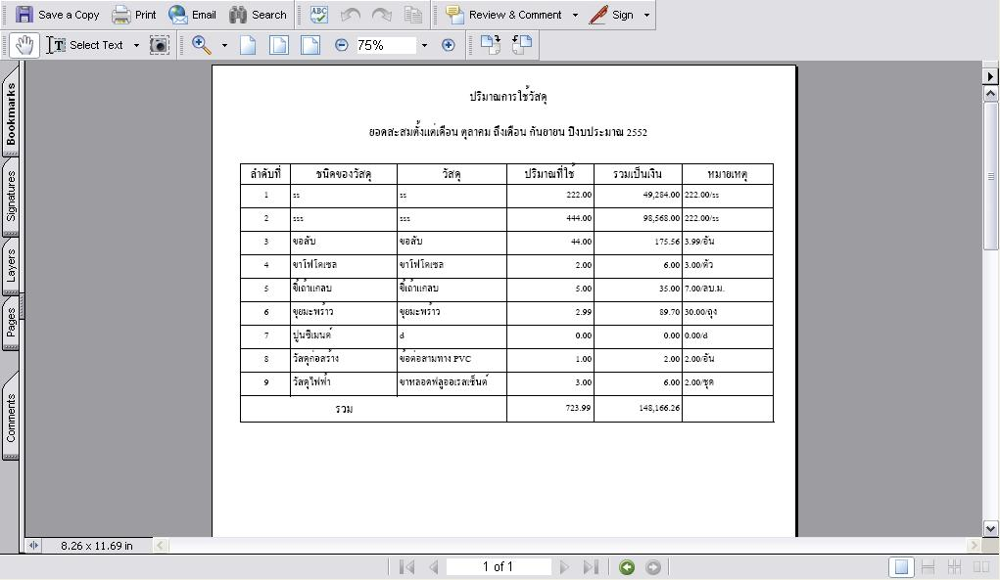 Save a Copy Print Email Search Review & Comment Sign
Select Text 75%
Bookmarks
Signatures
Layers
Pages
Comments
ปริมาณการใช้วัสดุ
ยอดสะสมตั้งแต่เดือน ตุลาคม ถึงเดือน กันยายน ปีงบประมาณ 2552
ลำดับที่ ชนิดของวัสดุ วัสดุ ปริมาณที่ใช้ รวมเป็นเงิน หมายเหตุ
1 ss ss 222.00 49,284.00 222.00/ss
2 sss sss 444.00 98,568.00 222.00/ss
3 ขอสับ ขอสับ 44.00 175.56 3.99/อัน
4 ขาโฟโตเซล ขาโฟโตเซล 2.00 6.00 3.00/ตัว
5 ขี้เถ้าแกลบ ขี้เถ้าแกลบ 5.00 35.00 7.00/ลบ.ม.
6 ขุยมะพร้าว ขุยมะพร้าว 2.99 89.70 30.00/ถุง
7 ปูนซีเมนต์ d 0.00 0.00 0.00/d
8 วัสดุก่อสร้าง ข้อต่อสามทาง PVC 1.00 2.00 2.00/อัน
9 วัสดุไฟฟ้า ขาหลอดฟลูออเรสเซ็นต์ 3.00 6.00 2.00/ชุด
รวม 723.99 148,166.26
8.26 x 11.69 in
1 of 1